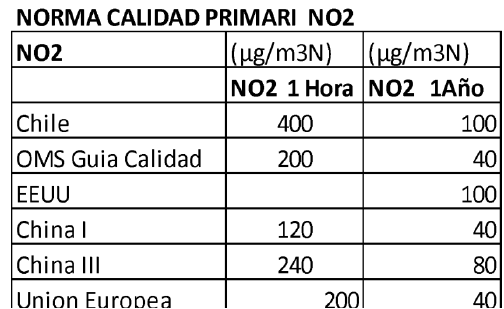 NORMA CALIDAD PRIMARI NO2
NO2 (µg/m3N) (µg/m3N)
NO2 1 Hora NO2 1Año
Chile 400 100
OMS Guia Calidad 200 40
EEUU 100
China I 120 40
China III 240 80
Union Europea 200 40